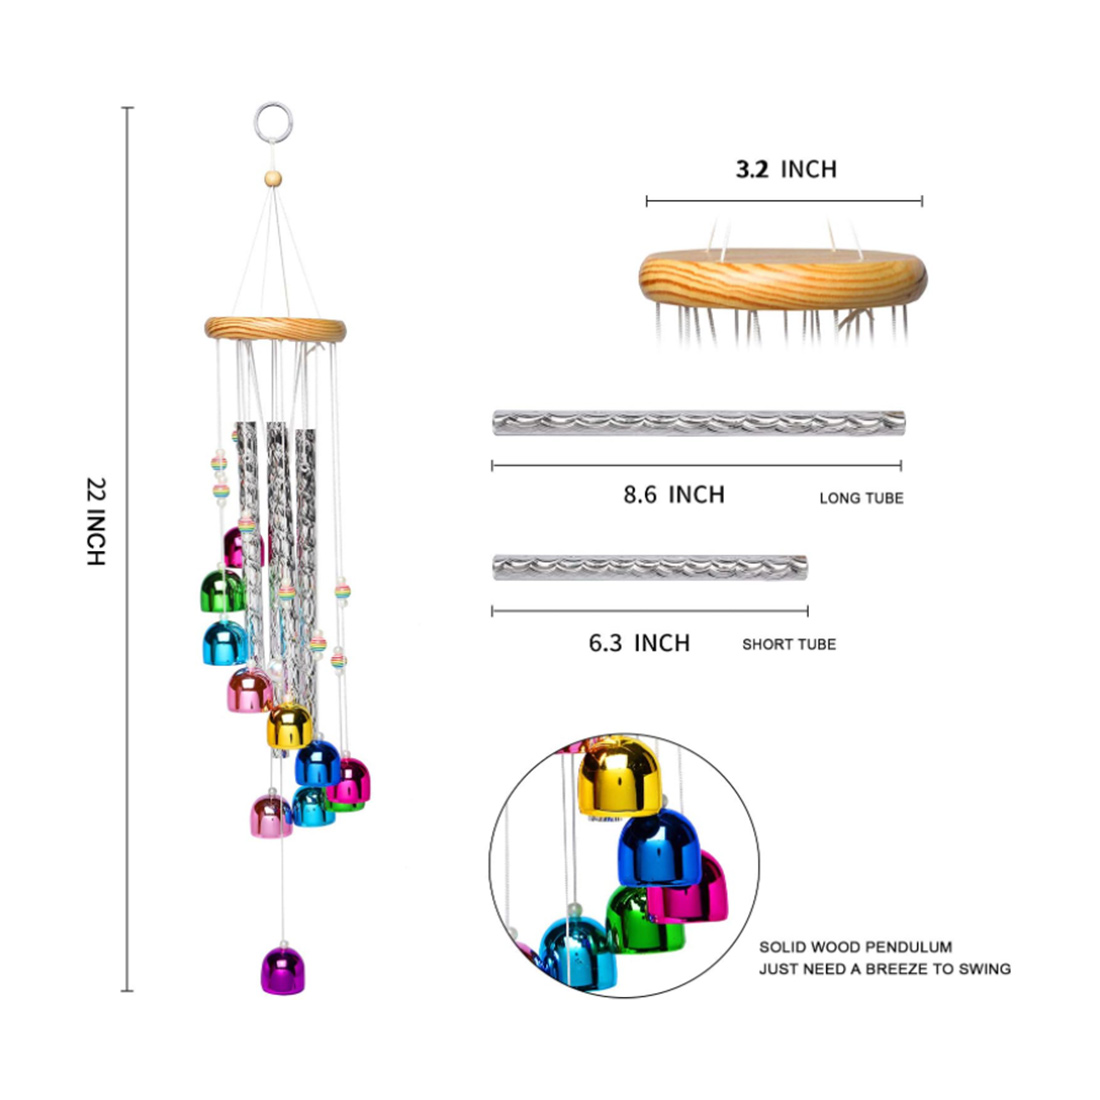 22 INCH
3.2 INCH
8.6 INCH
LONG TUBE
6.3 INCH
SHORT TUBE
SOLID WOOD PENDULUM
JUST NEED A BREEZE TO SWING